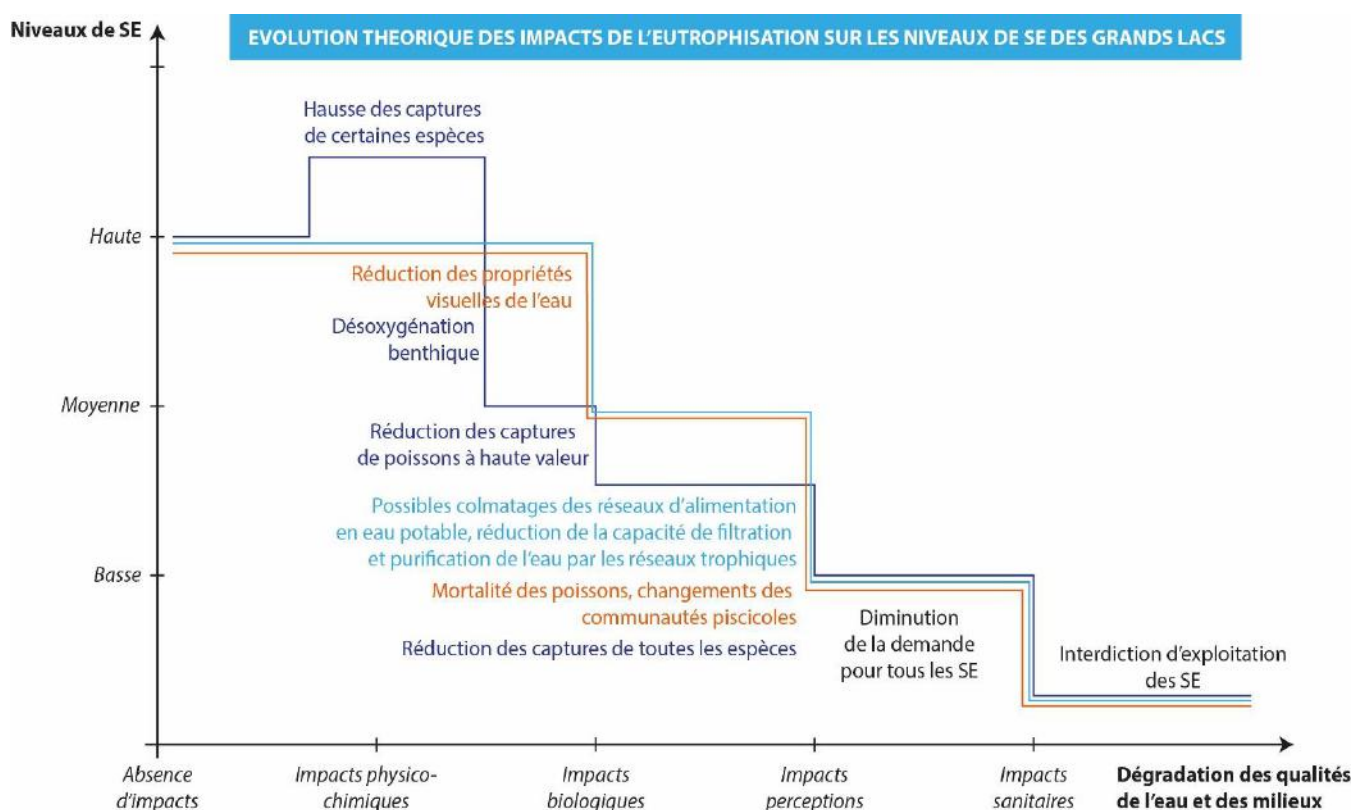 Niveaux de SE
EVOLUTION THEORIQUE DES IMPACTS DE L'EUTROPHISATION SUR LES NIVEAUX DE SE DES GRANDS LACS
Hausse des captures
de certaines espèces
Haute
Réduction des propriétés
visuelles de l'eau
Désoxygénation
benthique
Moyenne
Réduction des captures
de poissons à haute valeur
Possibles colmatages des réseaux d'alimentation
en eau potable, réduction de la capacité de filtration
et purification de l'eau par les réseaux trophiques
Basse
Mortalité des poissons, changements des
communautés piscicoles
Réduction des captures de toutes les espèces
Diminution
de la demande
pour tous les SE
Interdiction d'exploitation
des SE
Absence
d'impacts
Impacts physico-
chimiques
Impacts
biologiques
Impacts
perceptions
Impacts
sanitaires
Dégradation des qualités
de l'eau et des milieux